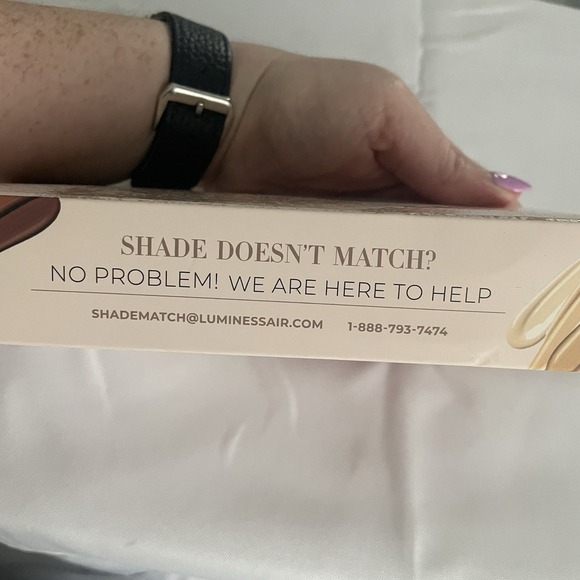 SHADE DOESN'T MATCH?
NO PROBLEM! WE ARE HERE TO HELP
SHADEMATCH@LUMINESSAIR.COM 1-888-793-7474